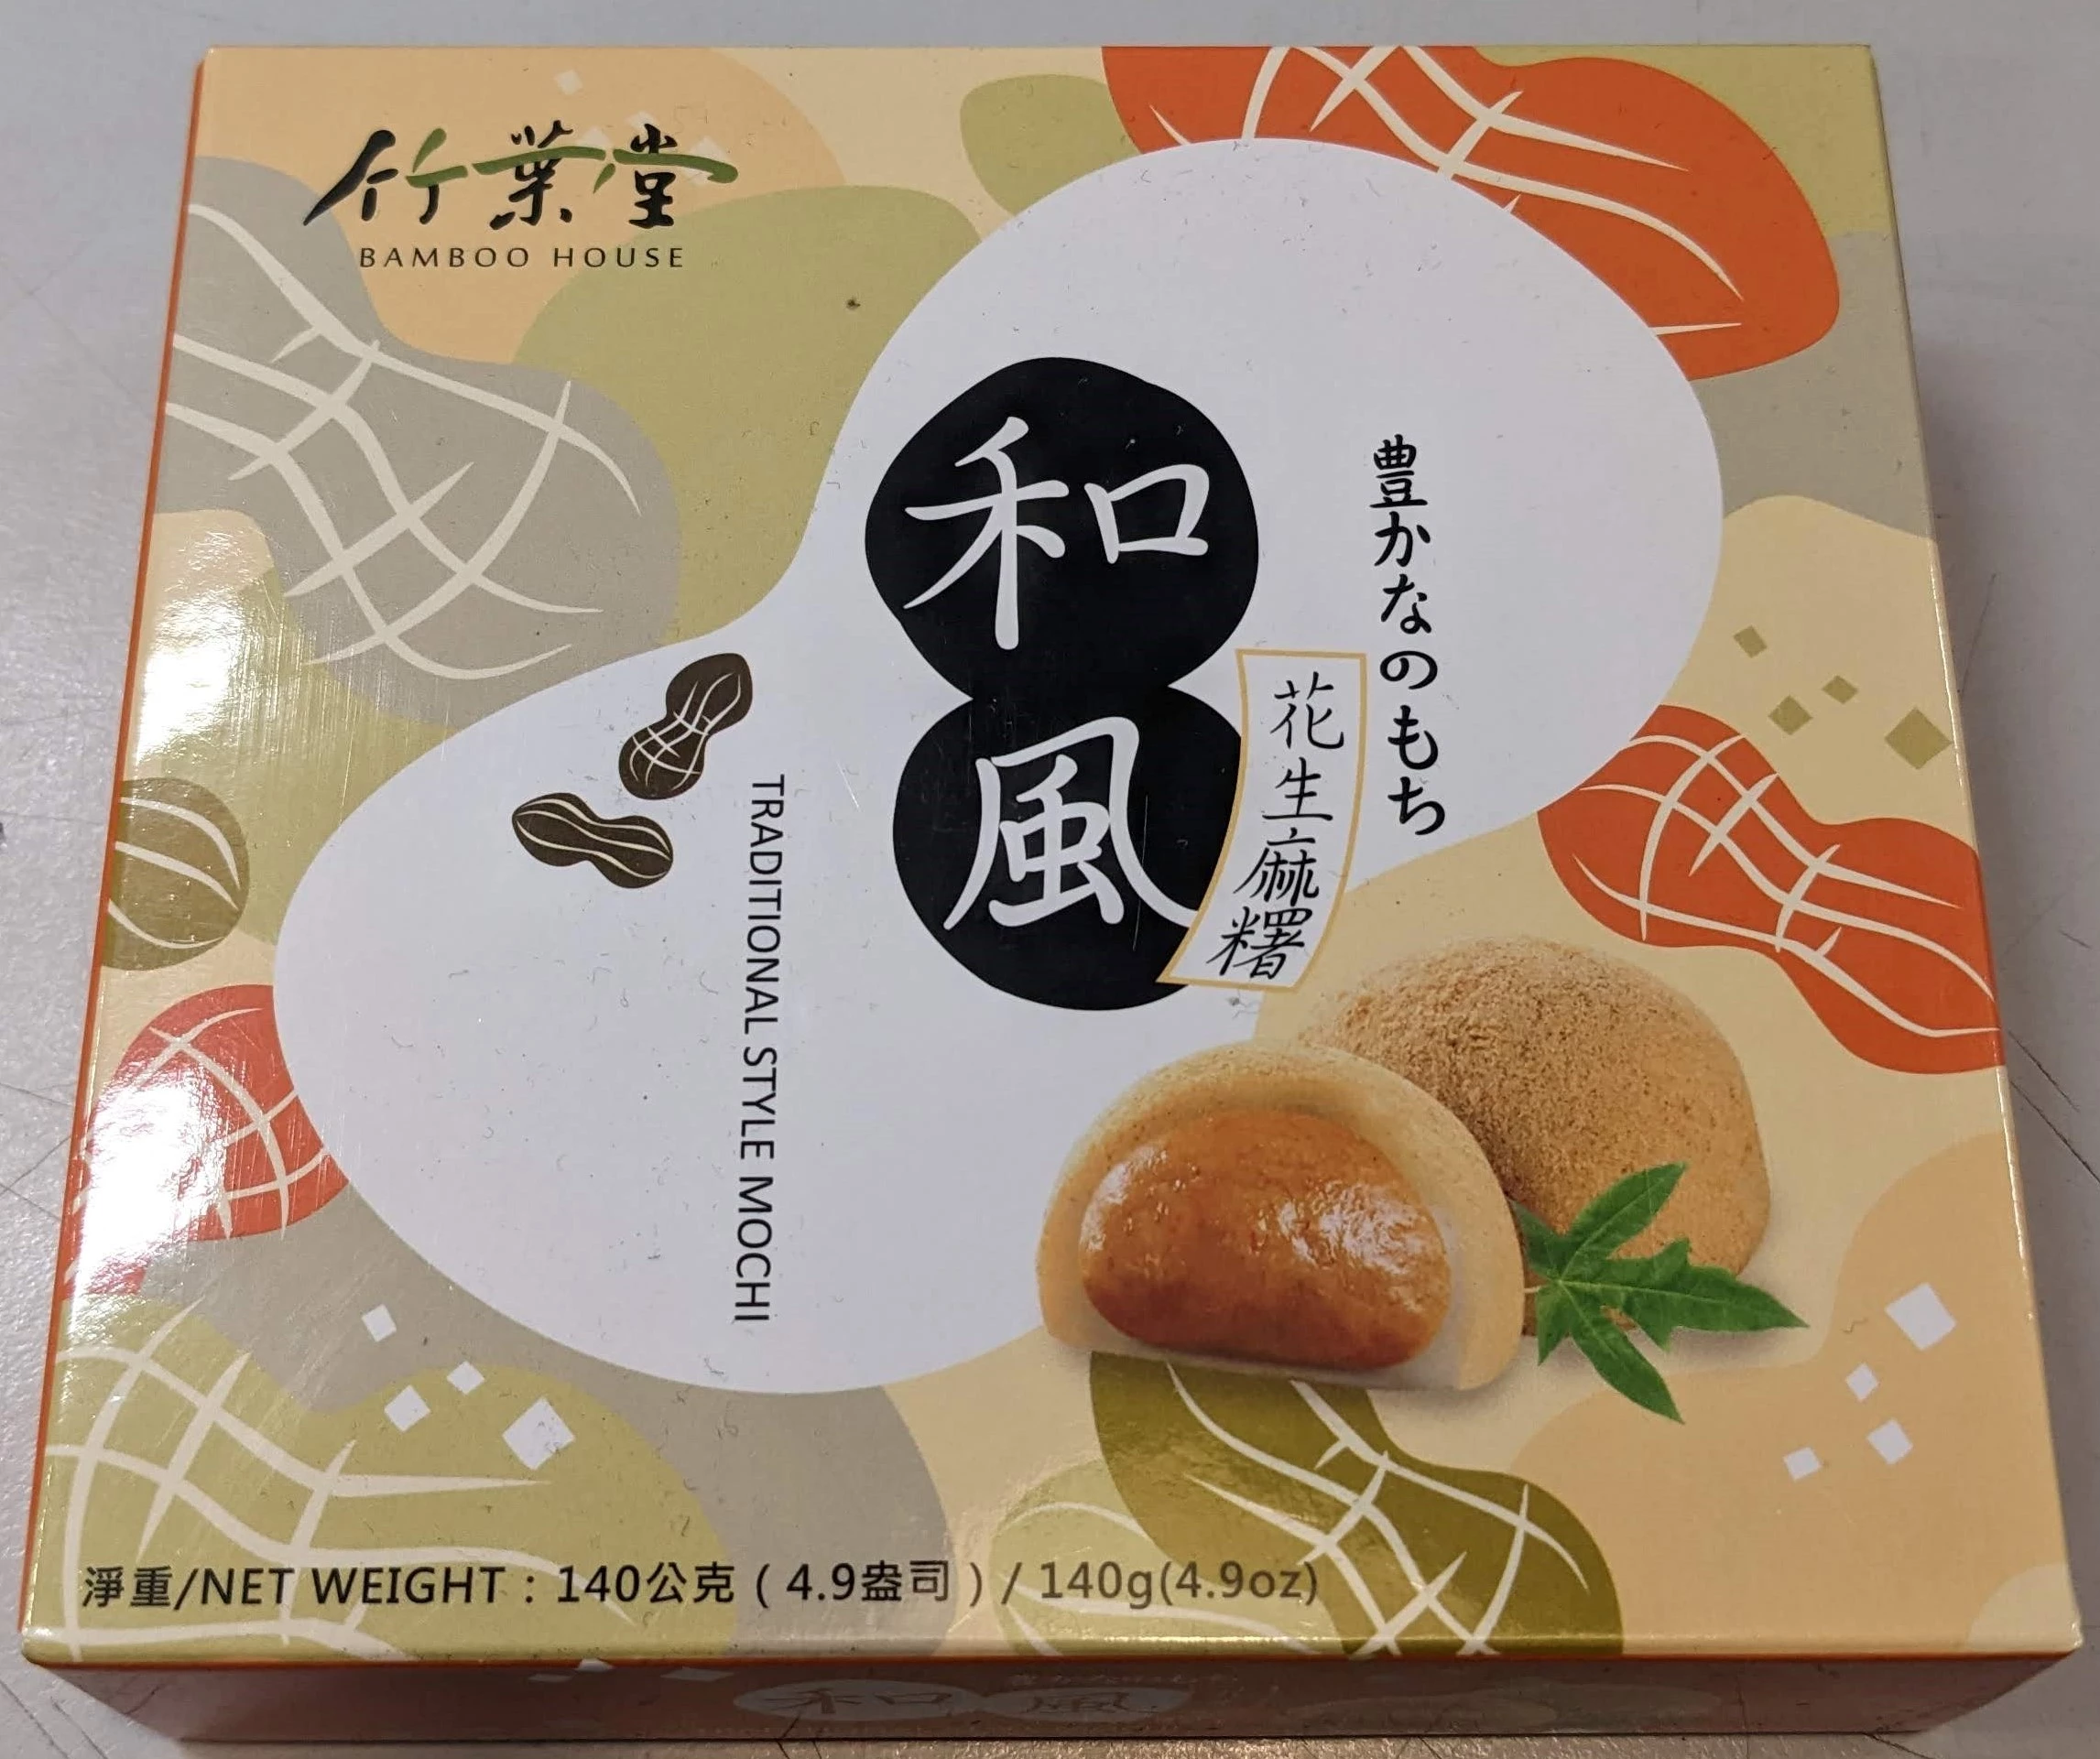 竹葉堂
BAMBOO HOUSE
豊かなのもち
和風
花生麻糬
TRADITIONAL STYLE MOCHI
淨重/NET WEIGHT：140公克（4.9盎司）/ 140g(4.9oz)
和風